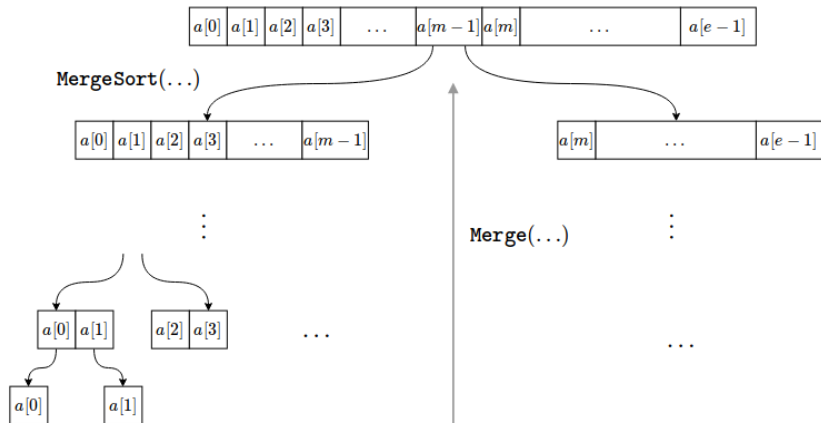 a[0] a[1] a[2] a[3] ... a[m − 1] a[m] ... a[e − 1]
MergeSort(...)
a[0] a[1] a[2] a[3] ... a[m − 1] a[m] ... a[e − 1]
⋮ ⋮
Merge(...)
a[0] a[1] a[2] a[3] ... ...
a[0] a[1]